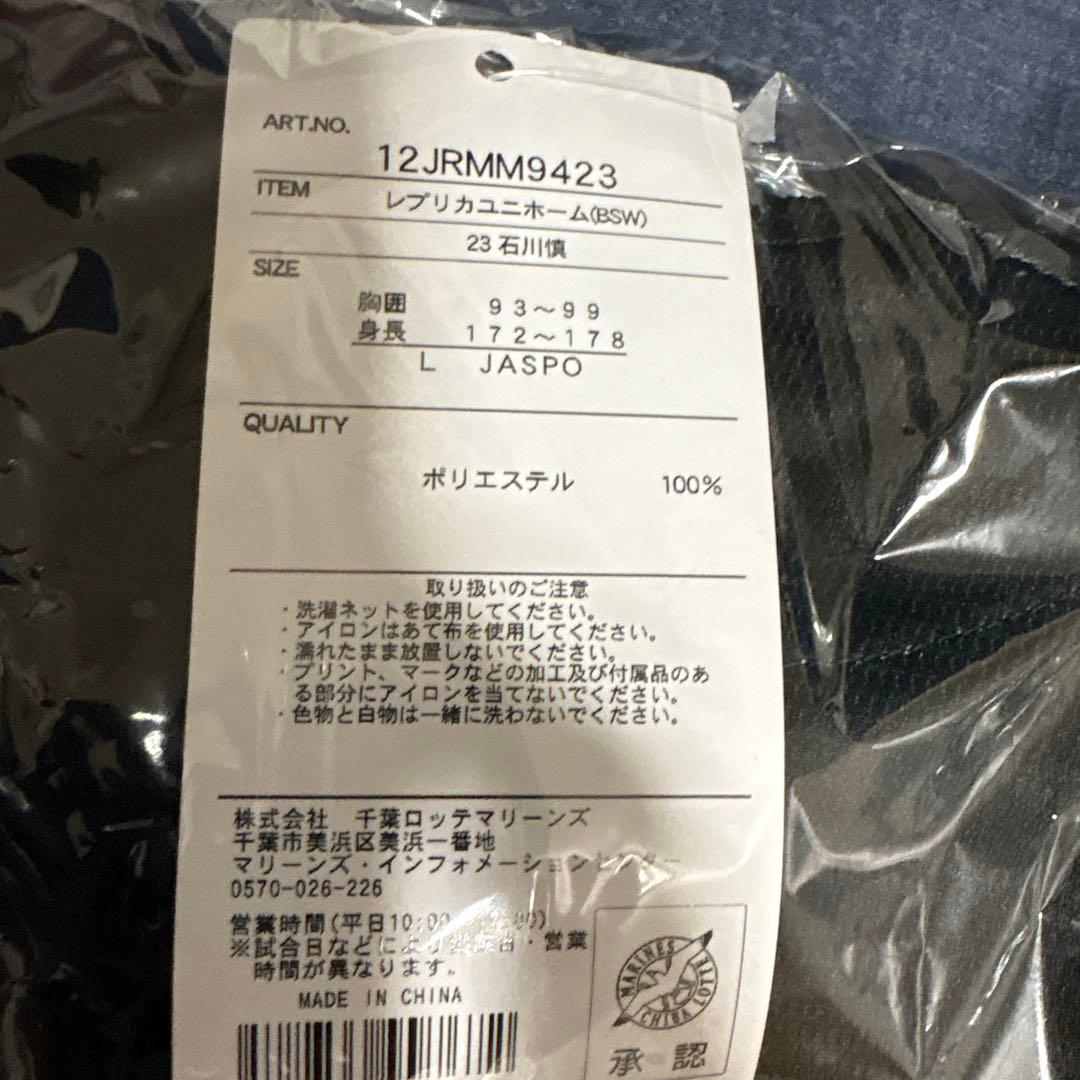 ART.NO.
12JRMM9423
ITEM
レプリカユニホーム(BSW)
23 石川慎
SIZE
胸囲 93～99
身長 172～178
L JASPO
QUALITY
ポリエステル 100%
取り扱いのご注意
・洗濯ネットを使用してください。
・アイロンはあて布を使用してください。
・濡れたまま放置しないでください。
・プリント、マークなどの加工及び付属品のあ
る部分にアイロンを当てないでください。
・色物と白物は一緒に洗わないでください。
株式会社 千葉ロッテマリーンズ
千葉市美浜区美浜一番地
マリーンズ・インフォメーションセンター
0570-026-226
営業時間(平日10:00
※試合日などにより営業日・営業
時間が異なります。
MADE IN CHINA
MARINES
CHIBA LOTTE
承認